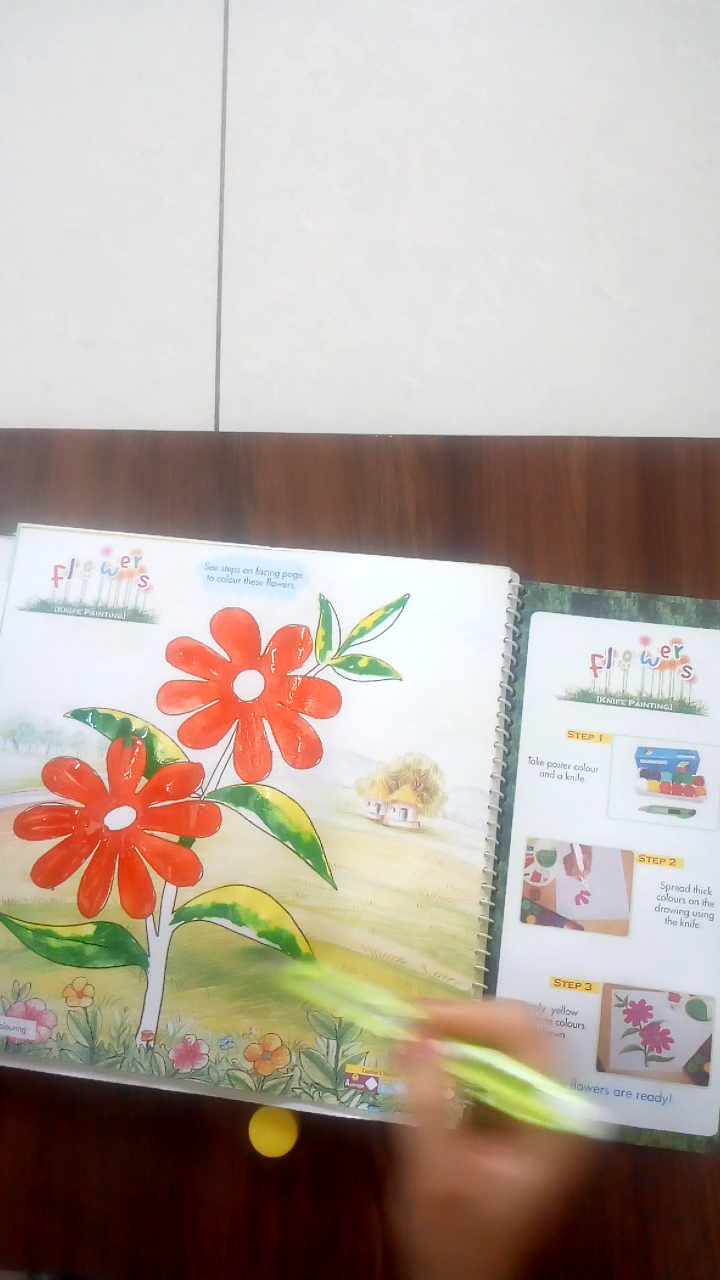 flowers
[KNIFE PAINTING]
See steps on facing page
to colour these flowers.
flowers
[KNIFE PAINTING]
STEP 1
Take poster colour
and a knife.
STEP 2
Spread thick
colours on the
drawing using
the knife.
STEP 3
yellow
colours
flowers are ready!